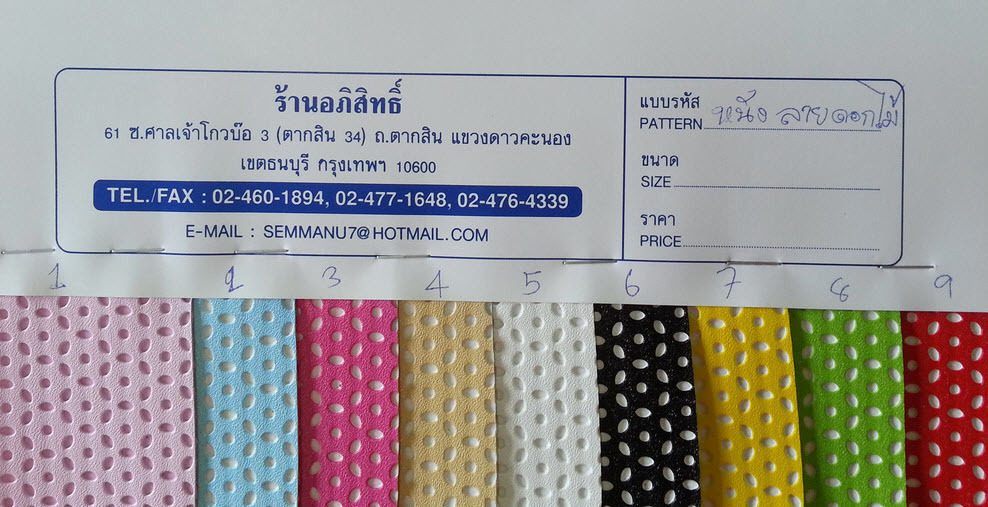 ร้านอภิสิทธิ์
61 ซ.ศาลเจ้าโกวบ๊อ 3 (ตากสิน 34) ถ.ตากสิน แขวงดาวคะนอง
เขตธนบุรี กรุงเทพฯ 10600
TEL./FAX : 02-460-1894, 02-477-1648, 02-476-4339
E-MAIL : SEMMANU7@HOTMAIL.COM
แบบรหัส
PATTERN หนัง ลายดอกไม้
ขนาด
SIZE
ราคา
PRICE
1 2 3 4 5 6 7 8 9